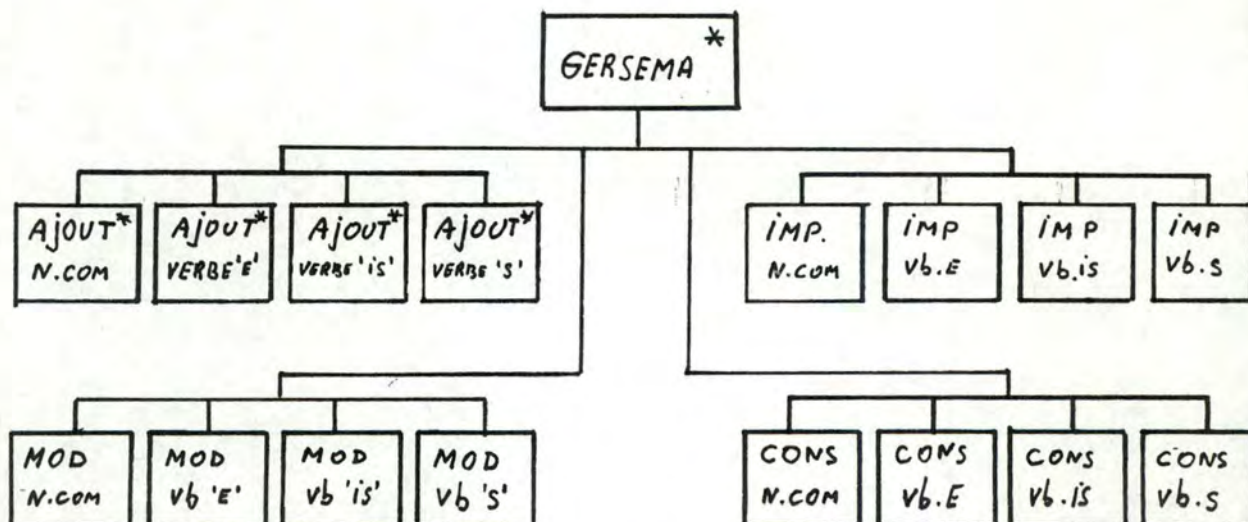 GERSEMA *
AjOUT*
N.COM
AjOUT*
VERBE'E'
AjOUT*
VERBE'iS'
AjOUT*
VERBE'S'
iMP.
N.COM
iMP
Vb.E
iMP
Vb.iS
iMP
Vb.S
MOD
N.COM
MOD
Vb 'E'
MOD
Vb 'iS'
MOD
Vb 'S'
CONS
N.COM
CONS
Vb.E
CONS
Vb.iS
CONS
Vb.S